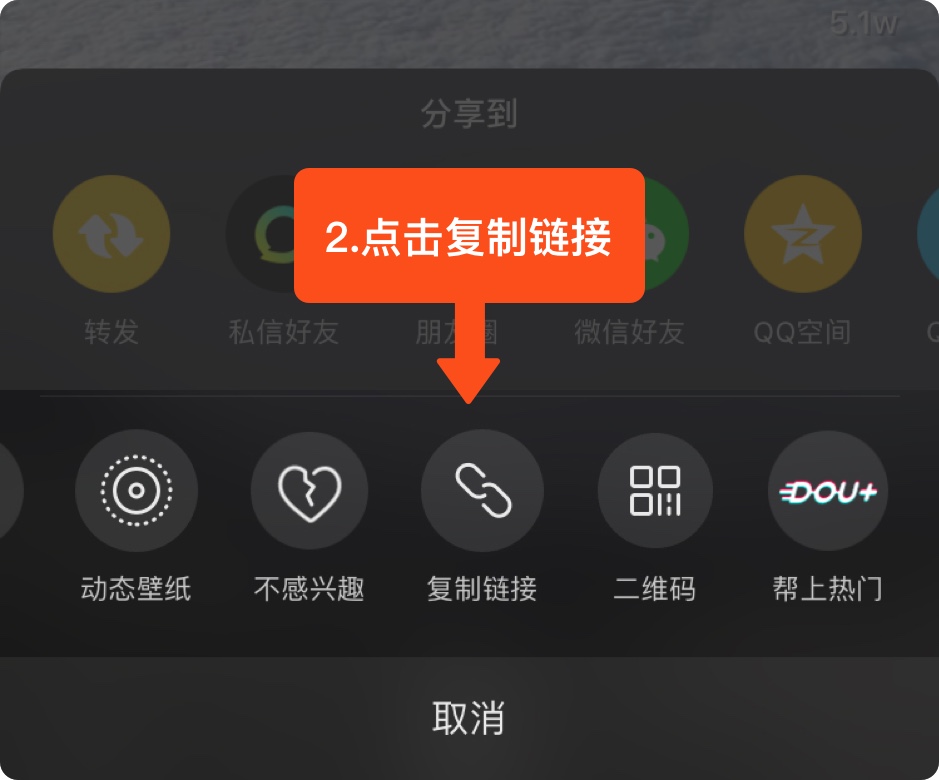 5.1w
分享到
2.点击复制链接
转发
私信好友
朋友圈
微信好友
QQ空间
动态壁纸
不感兴趣
复制链接
二维码
DOU+
帮上热门
取消